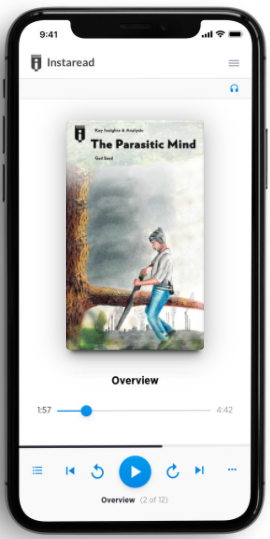 9:41
Instaread
Key Insights & Analysis
The Parasitic Mind
Gad Saad
Overview
1:57
4:42
Overview (2 of 12)